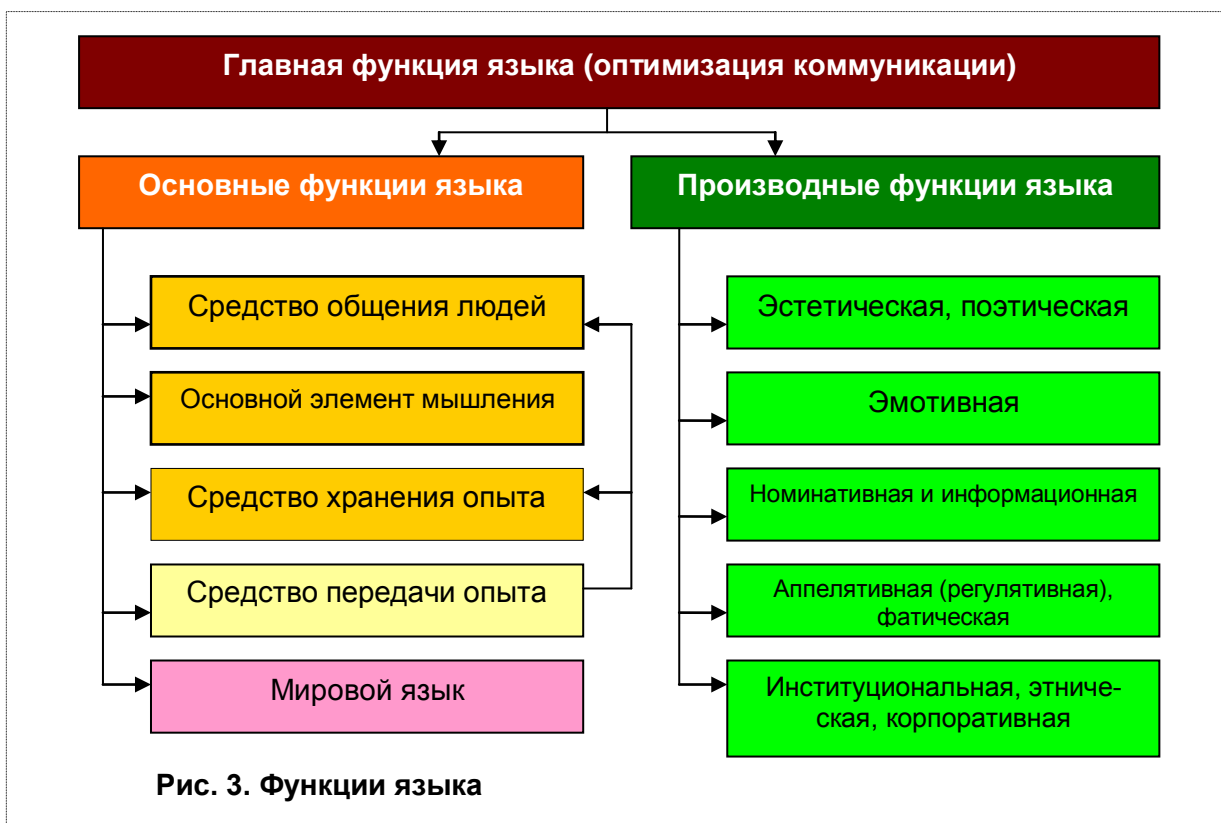 Главная функция языка (оптимизация коммуникации)
Основные функции языка
Производные функции языка
Средство общения людей
Основной элемент мышления
Средство хранения опыта
Средство передачи опыта
Мировой язык
Эстетическая, поэтическая
Эмотивная
Номинативная и информационная
Аппелятивная (регулятивная),
фатическая
Институциональная, этниче-
ская, корпоративная
Рис. 3. Функции языка